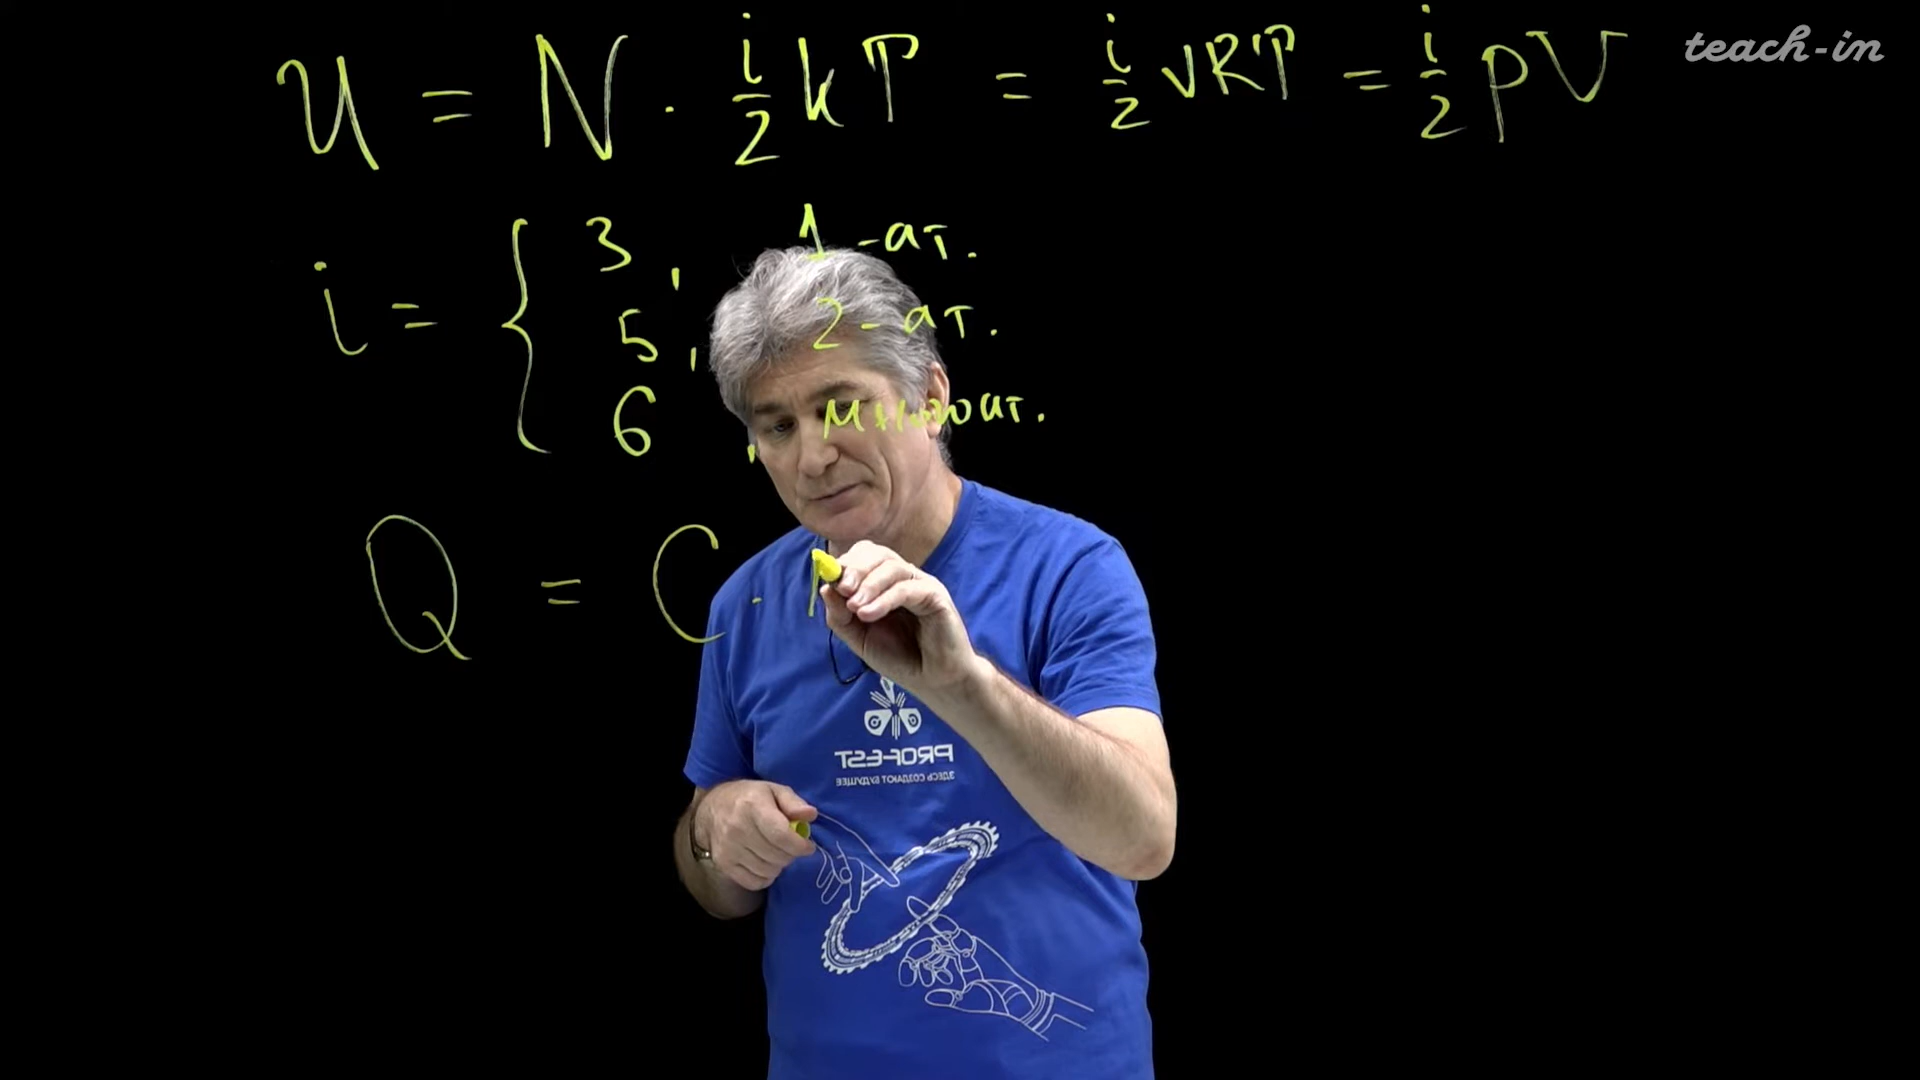 U = N · i/2 kT = i/2 νRT = i/2 pV
teach-in
i = { 3, 1-ат.
5, 2-ат.
6, многоат.
Q = C ·
PROFEST
ЗДЕСЬ СОЗДАЮТ БУДУЩЕЕ